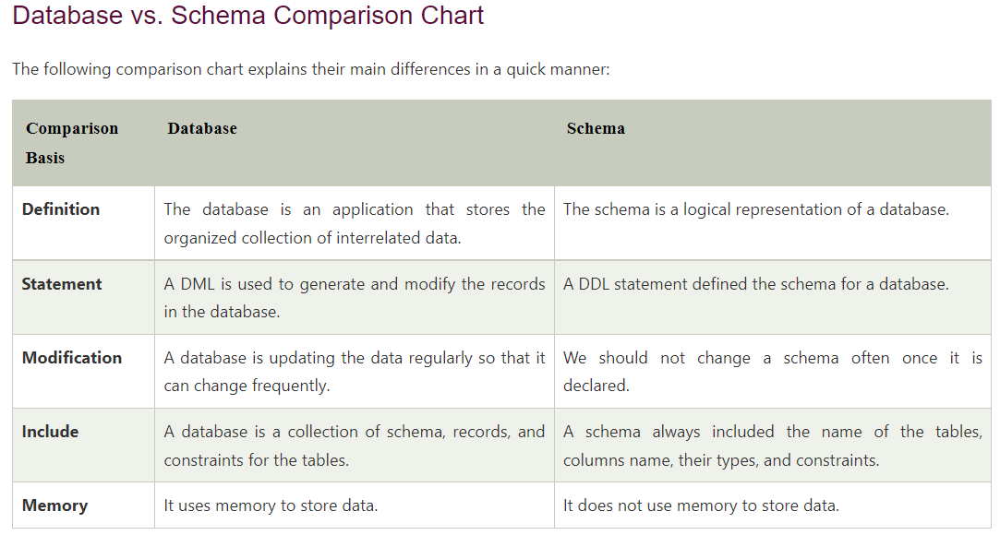 Database vs. Schema Comparison Chart
The following comparison chart explains their main differences in a quick manner:
Comparison Basis
Database
Schema
Definition
The database is an application that stores the
organized collection of interrelated data.
The schema is a logical representation of a database.
Statement
A DML is used to generate and modify the records
in the database.
A DDL statement defined the schema for a database.
Modification
A database is updating the data regularly so that it
can change frequently.
We should not change a schema often once it is
declared.
Include
A database is a collection of schema, records, and
constraints for the tables.
A schema always included the name of the tables,
columns name, their types, and constraints.
Memory
It uses memory to store data.
It does not use memory to store data.